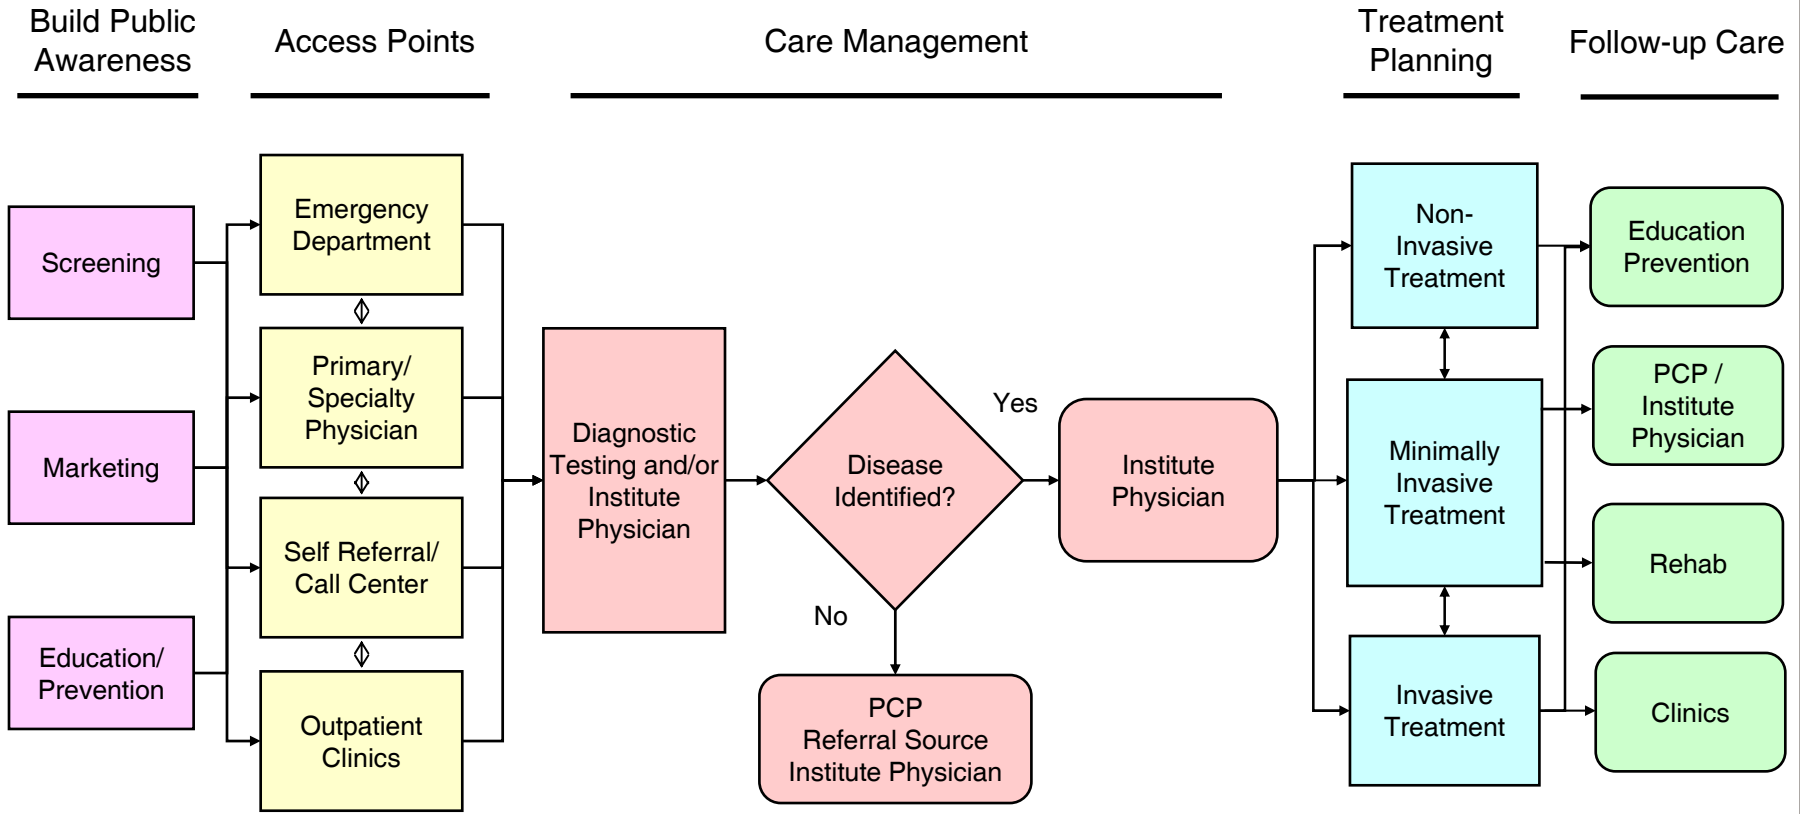 Build Public
Awareness
Access Points
Care Management
Treatment
Planning
Follow-up Care
Screening
Marketing
Education/
Prevention
Emergency
Department
Primary/
Specialty
Physician
Self Referral/
Call Center
Outpatient
Clinics
Diagnostic
Testing and/or
Institute
Physician
Disease
Identified?
Yes
No
Institute
Physician
PCP
Referral Source
Institute Physician
Non-
Invasive
Treatment
Minimally
Invasive
Treatment
Invasive
Treatment
Education
Prevention
PCP /
Institute
Physician
Rehab
Clinics